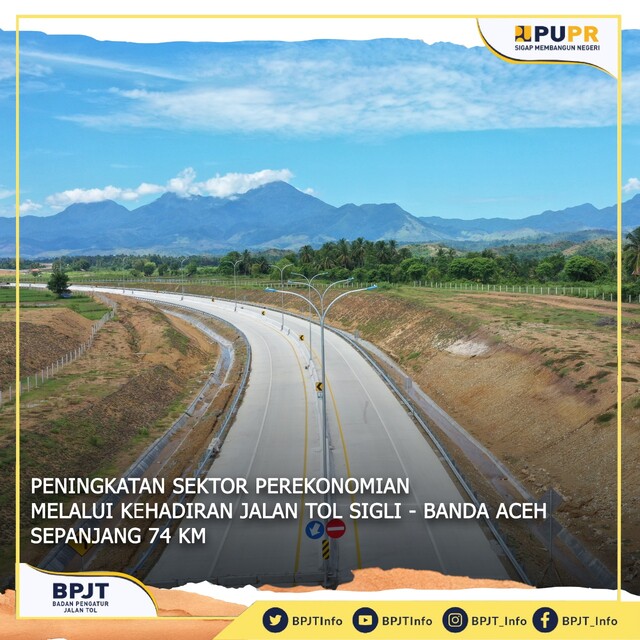 PUPR
SIGAP MEMBANGUN NEGERI
PENINGKATAN SEKTOR PEREKONOMIAN
MELALUI KEHADIRAN JALAN TOL SIGLI - BANDA ACEH
SEPANJANG 74 KM
BPJT
BADAN PENGATUR
JALAN TOL
BPJTInfo
BPJTInfo
BPJT_Info
BPJT_Info